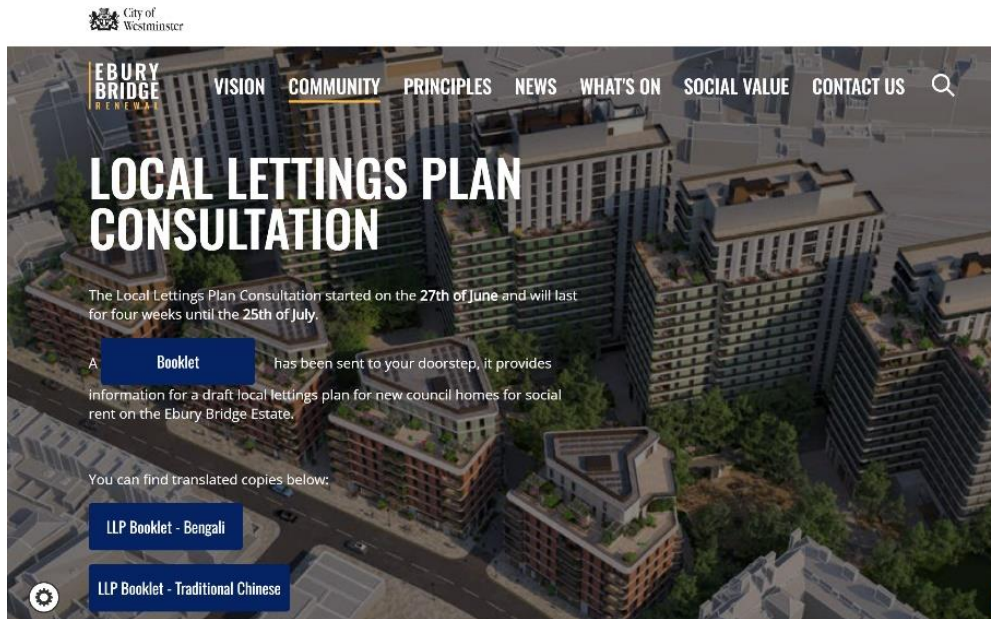 City of
Westminster
EBURY
BRIDGE
RENEWAL
VISION COMMUNITY PRINCIPLES NEWS WHAT'S ON SOCIAL VALUE CONTACT US
LOCAL LETTINGS PLAN
CONSULTATION
The Local Lettings Plan Consultation started on the 27th of June and will last
for four weeks until the 25th of July.
A Booklet has been sent to your doorstep, it provides
information for a draft local lettings plan for new council homes for social
rent on the Ebury Bridge Estate.
You can find translated copies below:
LLP Booklet - Bengali
LLP Booklet - Traditional Chinese